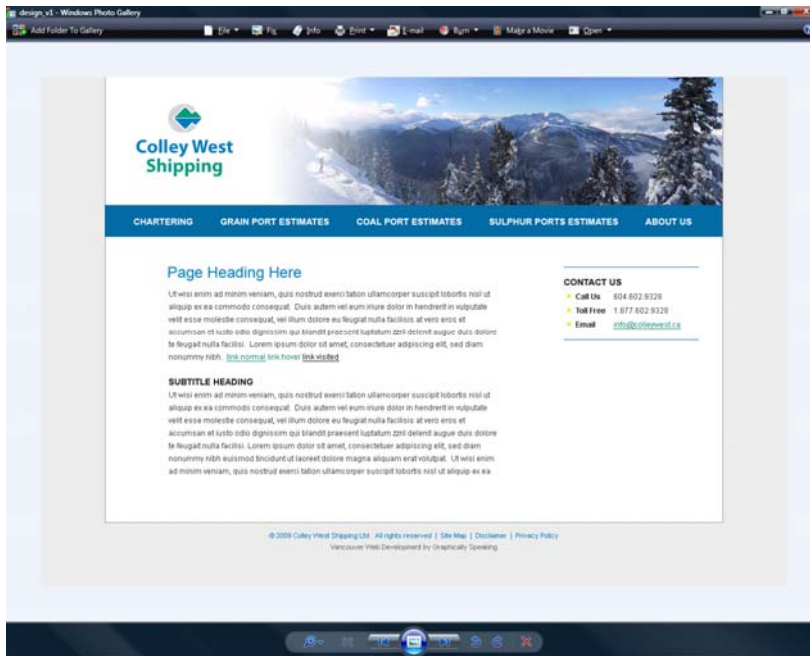 design_v1 - Windows Photo Gallery
Add Folder To Gallery File Fix Info Print E-mail Burn Make a Movie Open
Colley West
Shipping
CHARTERING GRAIN PORT ESTIMATES COAL PORT ESTIMATES SULPHUR PORTS ESTIMATES ABOUT US
Page Heading Here
Ut wisi enim ad minim veniam, quis nostrud exerci tation ullamcorper suscipit lobortis nisl ut
aliquip ex ea commodo consequat. Duis autem vel eum iriure dolor in hendrerit in vulputate
velit esse molestie consequat, vel illum dolore eu feugiat nulla facilisis at vero eros et
accumsan et iusto odio dignissim qui blandit praesent luptatum zzril delenit augue duis dolore
te feugait nulla facilisi. Lorem ipsum dolor sit amet, consectetuer adipiscing elit, sed diam
nonummy nibh. link normal link hover link visited
SUBTITLE HEADING
Ut wisi enim ad minim veniam, quis nostrud exerci tation ullamcorper suscipit lobortis nisl ut
aliquip ex ea commodo consequat. Duis autem vel eum iriure dolor in hendrerit in vulputate
velit esse molestie consequat, vel illum dolore eu feugiat nulla facilisis at vero eros et
accumsan et iusto odio dignissim qui blandit praesent luptatum zzril delenit augue duis dolore
te feugait nulla facilisi. Lorem ipsum dolor sit amet, consectetuer adipiscing elit, sed diam
nonummy nibh euismod tincidunt ut laoreet dolore magna aliquam erat volutpat. Ut wisi enim
ad minim veniam, quis nostrud exerci tation ullamcorper suscipit lobortis nisl ut aliquip ex ea
CONTACT US
Call Us 604.602.9328
Toll Free 1.877.602.9328
Email info@colleywest.ca
© 2008 Colley West Shipping Ltd. All rights reserved | Site Map | Disclaimer | Privacy Policy
Vancouver Web Development by Graphically Speaking